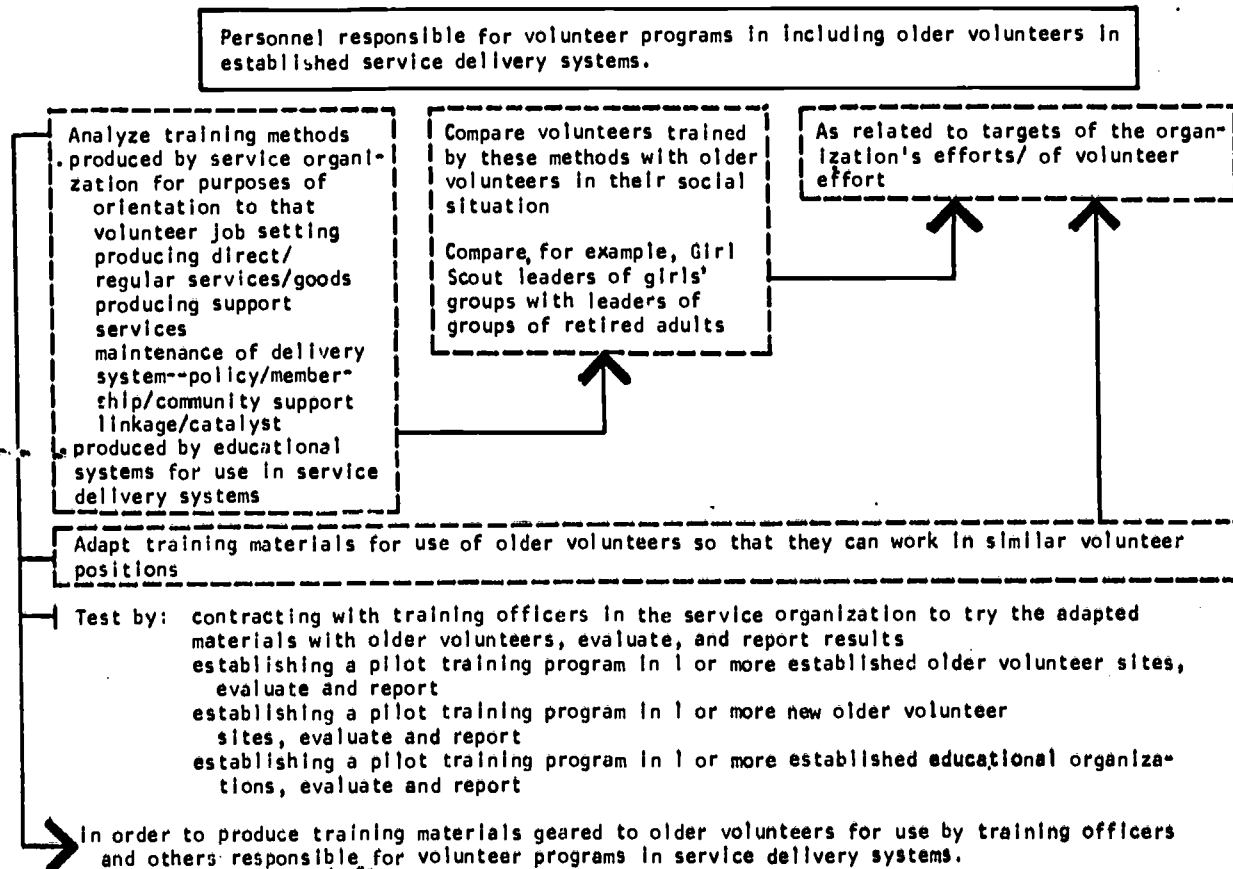 Personnel responsible for volunteer programs in including older volunteers in
established service delivery systems.
Analyze training methods
.produced by service organi-
zation for purposes of
orientation to that
volunteer job setting
producing direct/
regular services/goods
producing support
services
maintenance of delivery
system--policy/member-
ship/community support
linkage/catalyst
.produced by educational
systems for use in service
delivery systems
Compare volunteers trained
by these methods with older
volunteers in their social
situation
Compare, for example, Girl
Scout leaders of girls'
groups with leaders of
groups of retired adults
As related to targets of the organ-
ization's efforts/ of volunteer
effort
Adapt training materials for use of older volunteers so that they can work in similar volunteer
positions
Test by: contracting with training officers in the service organization to try the adapted
materials with older volunteers, evaluate, and report results
establishing a pilot training program in 1 or more established older volunteer sites,
evaluate and report
establishing a pilot training program in 1 or more new older volunteer
sites, evaluate and report
establishing a pilot training program in 1 or more established educational organiza-
tions, evaluate and report
in order to produce training materials geared to older volunteers for use by training officers
and others responsible for volunteer programs in service delivery systems.